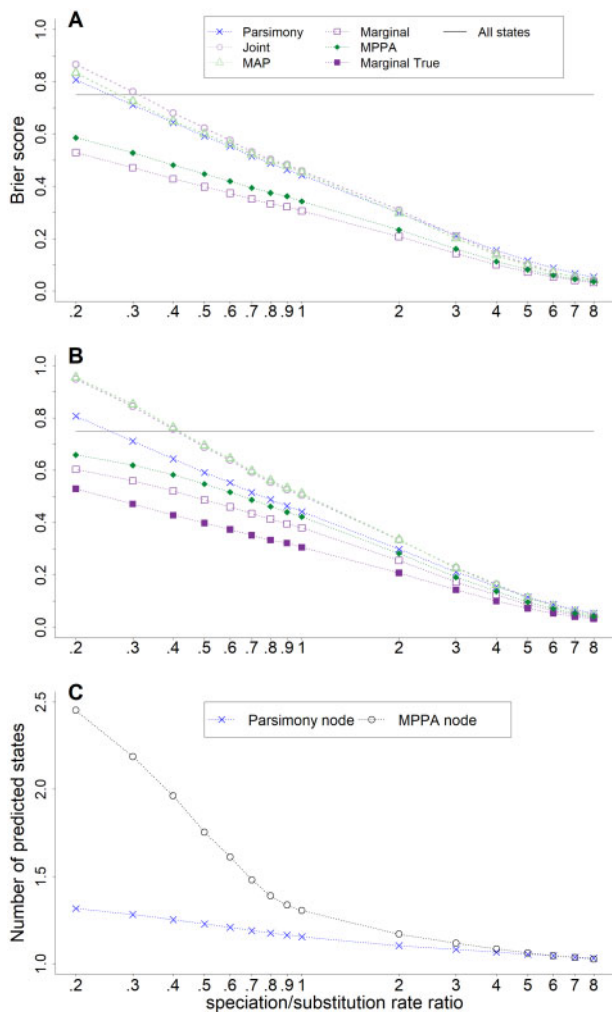 A
Parsimony Marginal All states
Joint MPPA
MAP Marginal True
Brier score
1.0
0.8
0.6
0.4
0.2
0.0
.2 .3 .4 .5 .6 .7 .8 .9 1 2 3 4 5 6 7 8
B
1.0
0.8
0.6
0.4
0.2
0.0
.2 .3 .4 .5 .6 .7 .8 .9 1 2 3 4 5 6 7 8
C
Parsimony node MPPA node
Number of predicted states
2.5
2.0
1.5
1.0
.2 .3 .4 .5 .6 .7 .8 .9 1 2 3 4 5 6 7 8
speciation/substitution rate ratio